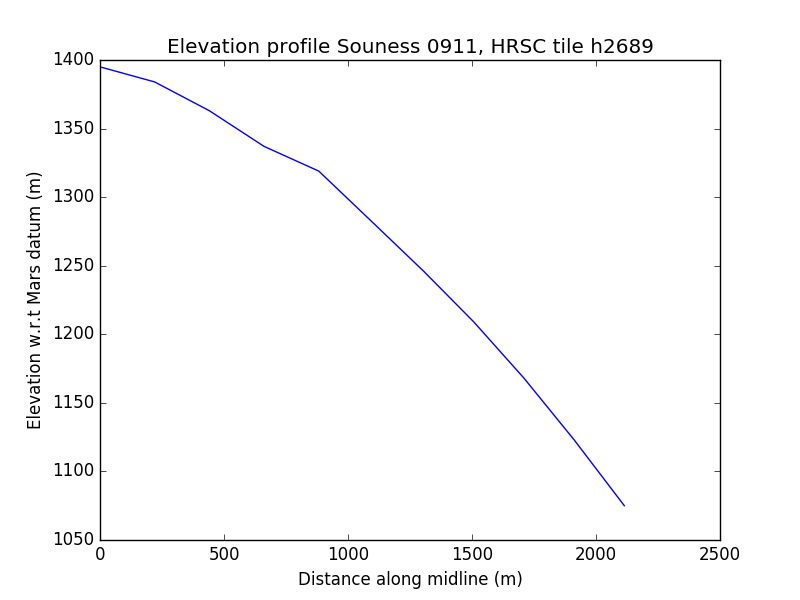 Elevation profile Souness 0911, HRSC tile h2689
1400
1350
1300
1250
1200
1150
1100
1050
Elevation w.r.t Mars datum (m)
0 500 1000 1500 2000 2500
Distance along midline (m)